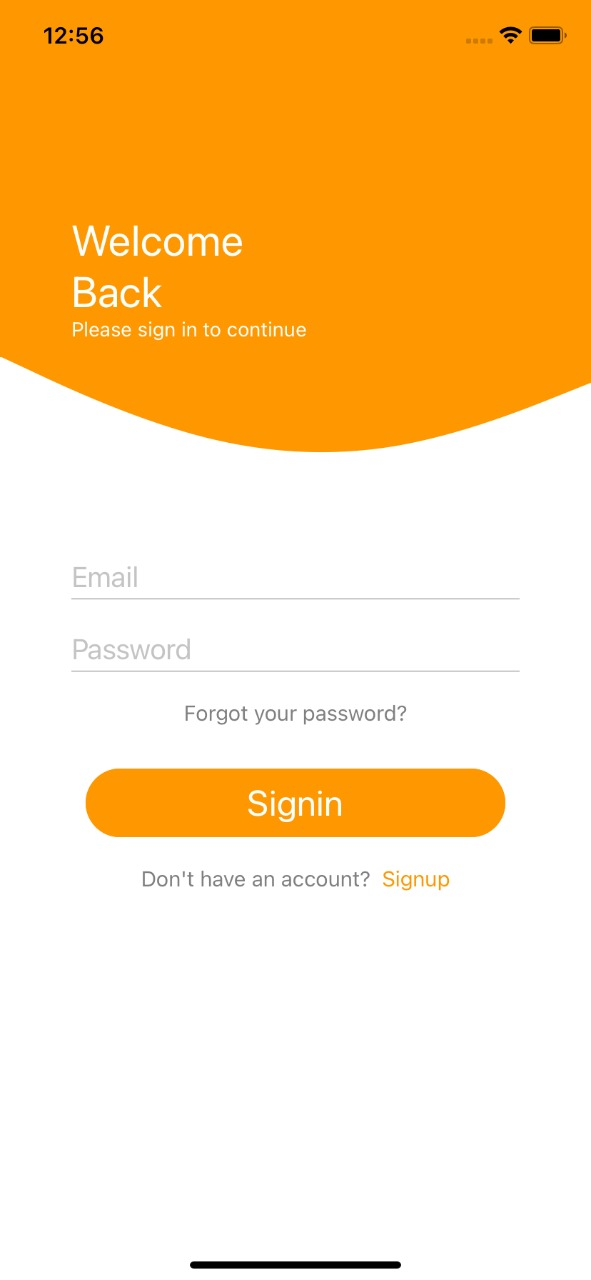 12:56
Welcome
Back
Please sign in to continue
Email
Password
Forgot your password?
Signin
Don't have an account? Signup